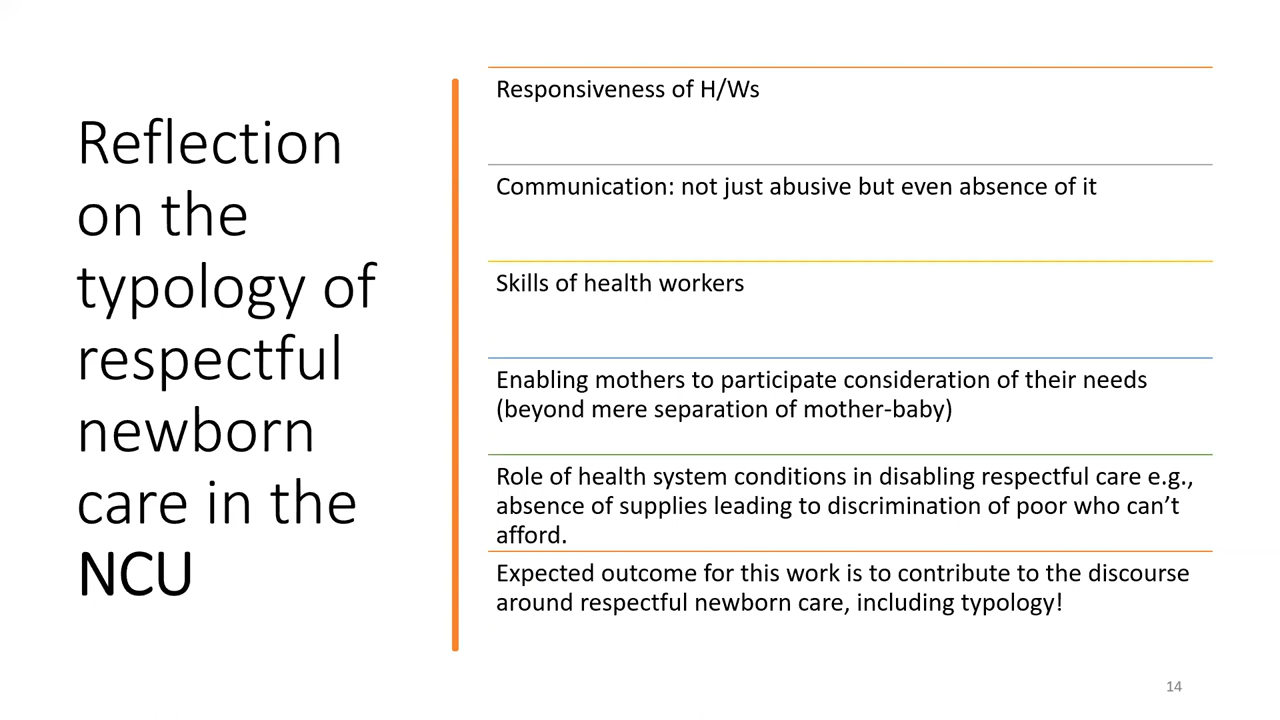 Reflection
on the
typology of
respectful
newborn
care in the
NCU
Responsiveness of H/Ws
Communication: not just abusive but even absence of it
Skills of health workers
Enabling mothers to participate consideration of their needs
(beyond mere separation of mother-baby)
Role of health system conditions in disabling respectful care e.g.,
absence of supplies leading to discrimination of poor who can’t
afford.
Expected outcome for this work is to contribute to the discourse
around respectful newborn care, including typology!
14